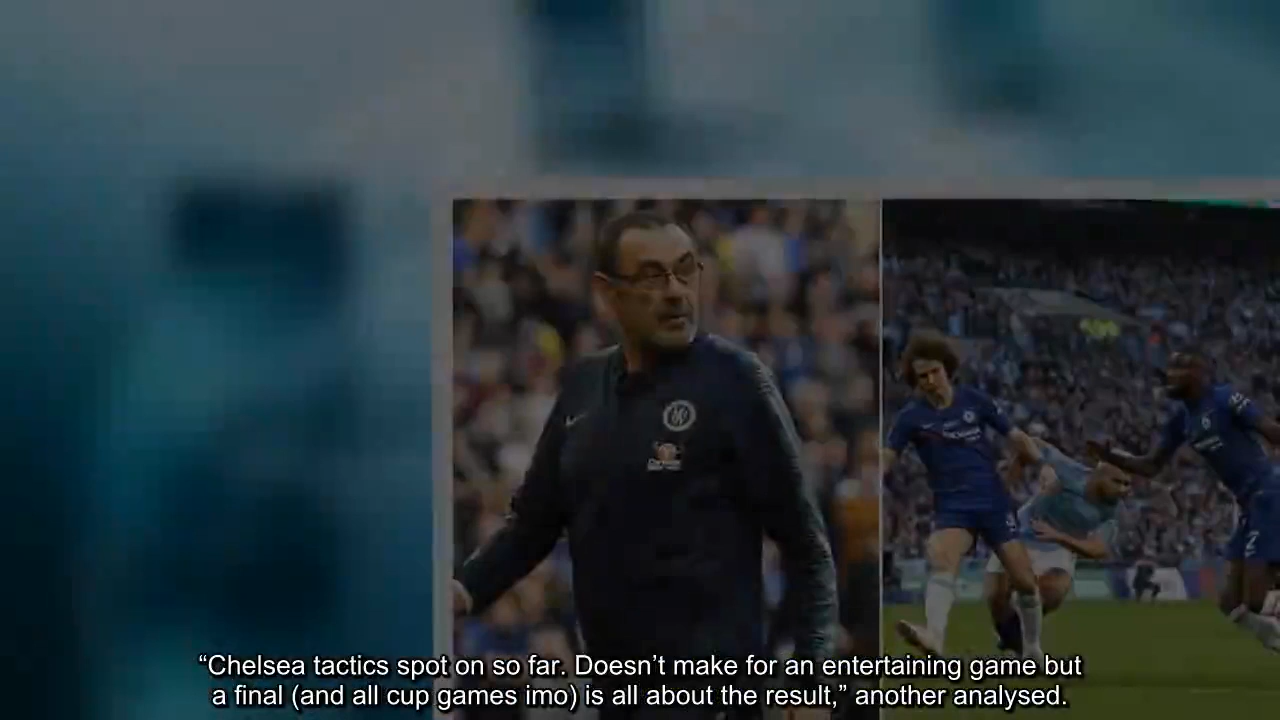 “Chelsea tactics spot on so far. Doesn’t make for an entertaining game but
a final (and all cup games imo) is all about the result,” another analysed.